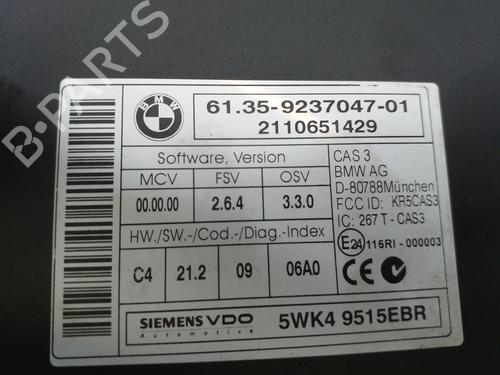 B-PARTS
BMW
61.35-9237047-01
2110651429
Software, Version
MCV FSV OSV
00.00.00 2.6.4 3.3.0
HW./SW.-/Cod.-/Diag.-Index
C4 21.2 09 06A0
CAS 3
BMW AG
D-80788München
FCC ID: KR5CAS3
IC: 267 T - CAS3
E24 116RI - 000003
CE
SIEMENS VDO
Automotive
5WK4 9515EBR